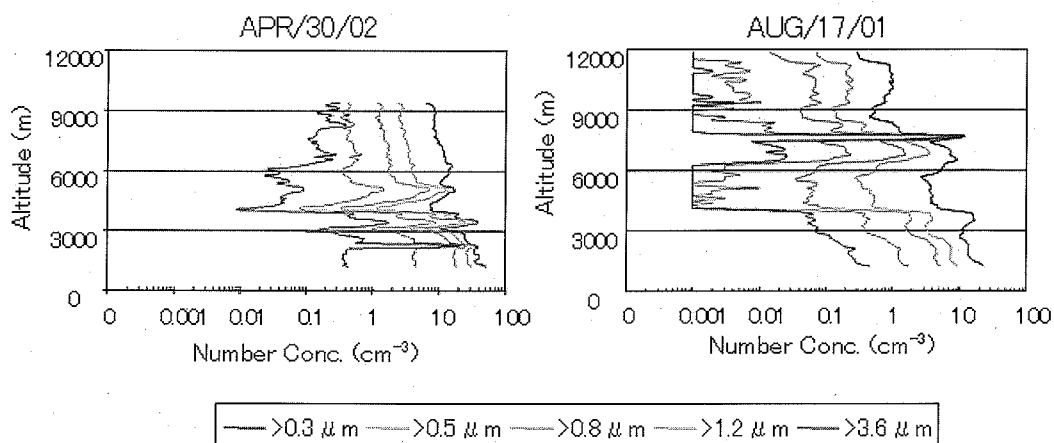 APR/30/02
12000
9000
6000
3000
0
Altitude (m)
0 0.001 0.01 0.1 1 10 100
Number Conc. (cm⁻³)
AUG/17/01
12000
9000
6000
3000
0
Altitude (m)
0 0.001 0.01 0.1 1 10 100
Number Conc. (cm⁻³)
>0.3 μm >0.5 μm >0.8 μm >1.2 μm >3.6 μm